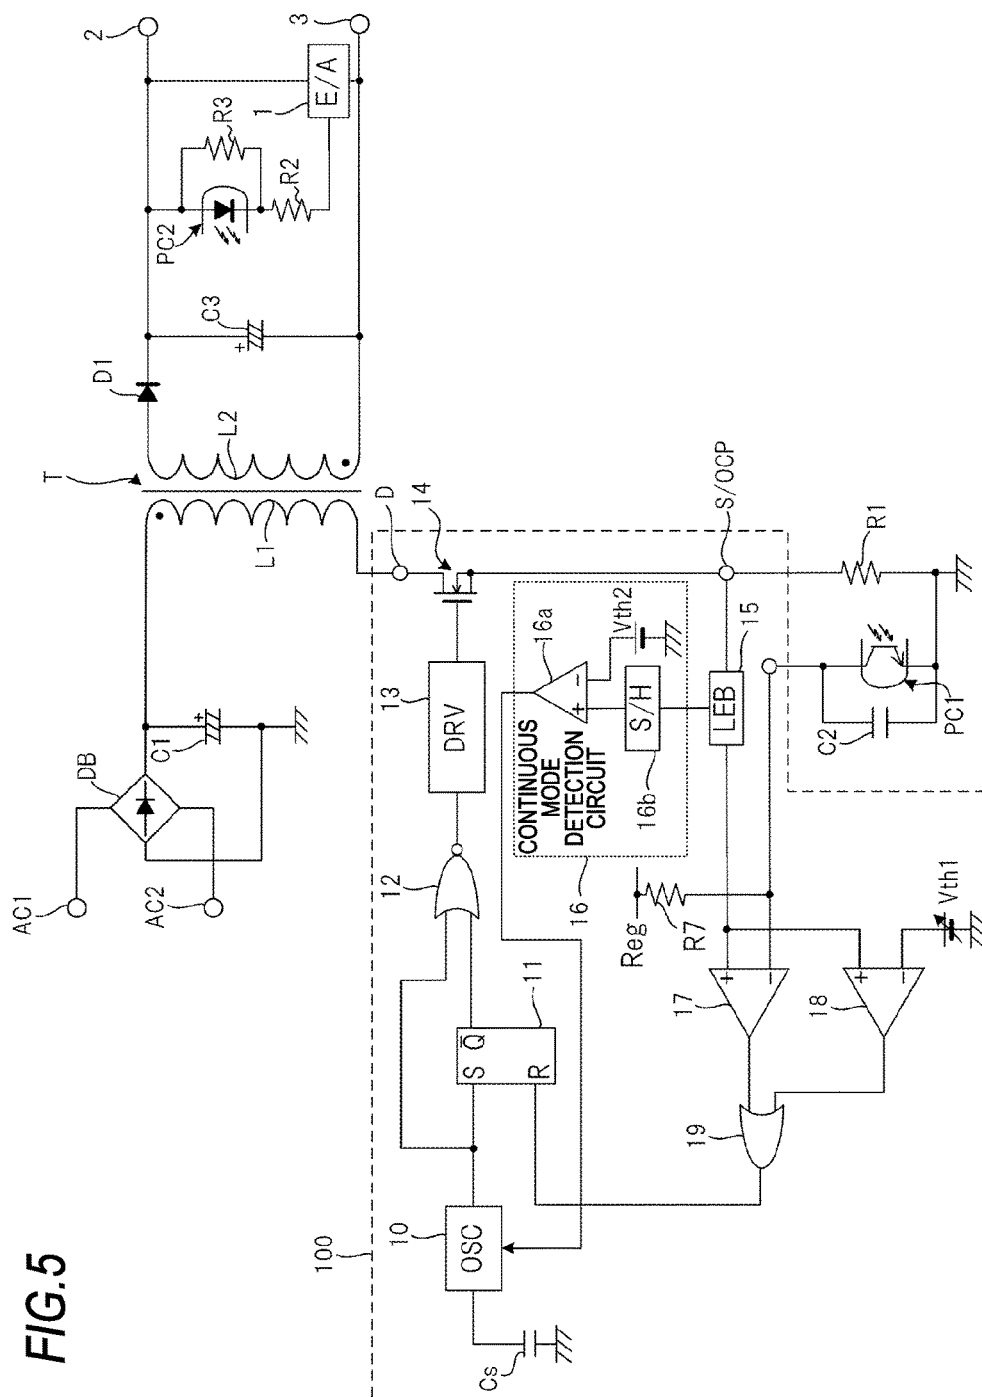 FIG.5
AC1
AC2
DB
C1
+
T
L1
L2
D1
C3
+
PC2
R3
R2
1
E/A
2
3
100
Cs
10
OSC
S
Q̅
R
11
12
13
DRV
D
14
16
CONTINUOUS
MODE
DETECTION
CIRCUIT
16a
+
−
Vth2
S/H
16b
LEB
15
S/OCP
R1
Reg
R7
C2
PC1
17
+
−
18
+
−
Vth1
19